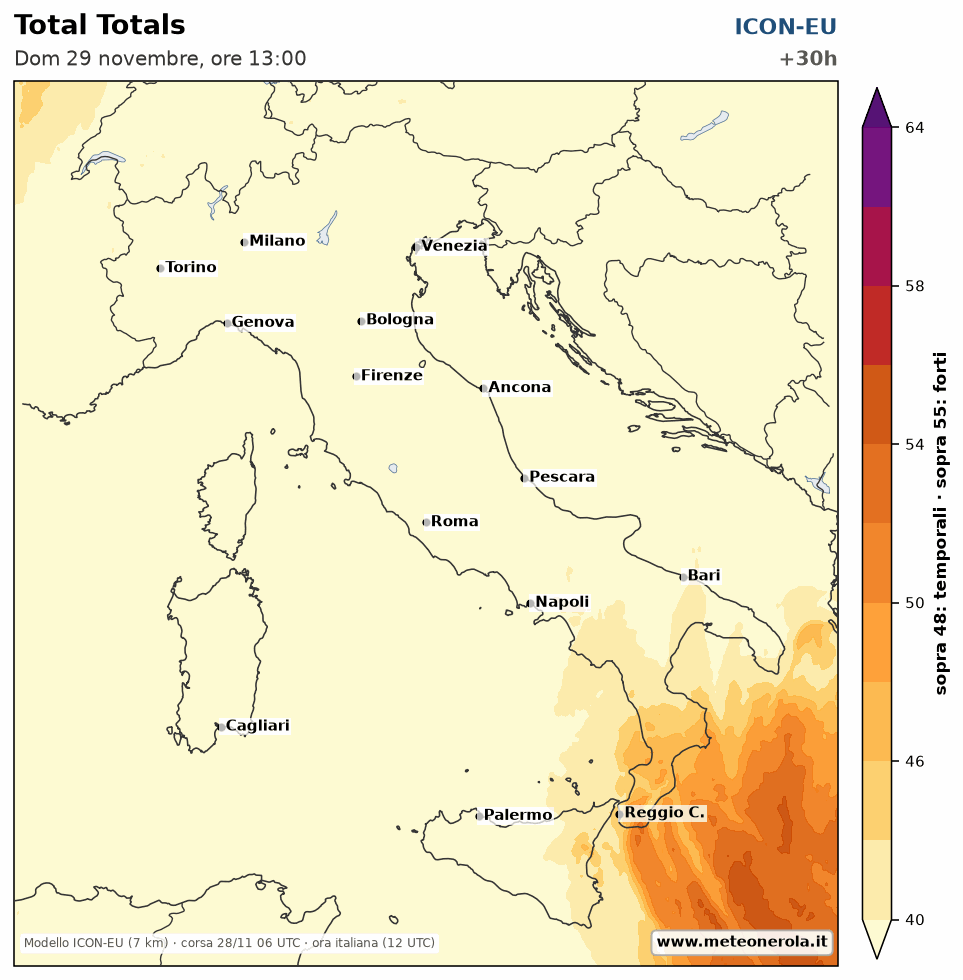 Total Totals
ICON-EU
Dom 29 novembre, ore 13:00
+30h
Milano
Venezia
Torino
Genova
Bologna
Firenze
Ancona
Pescara
Roma
Bari
Napoli
Cagliari
Palermo
Reggio C.
64
58
54
50
46
40
sopra 48: temporali · sopra 55: forti
Modello ICON-EU (7 km) · corsa 28/11 06 UTC · ora italiana (12 UTC)
www.meteonerola.it